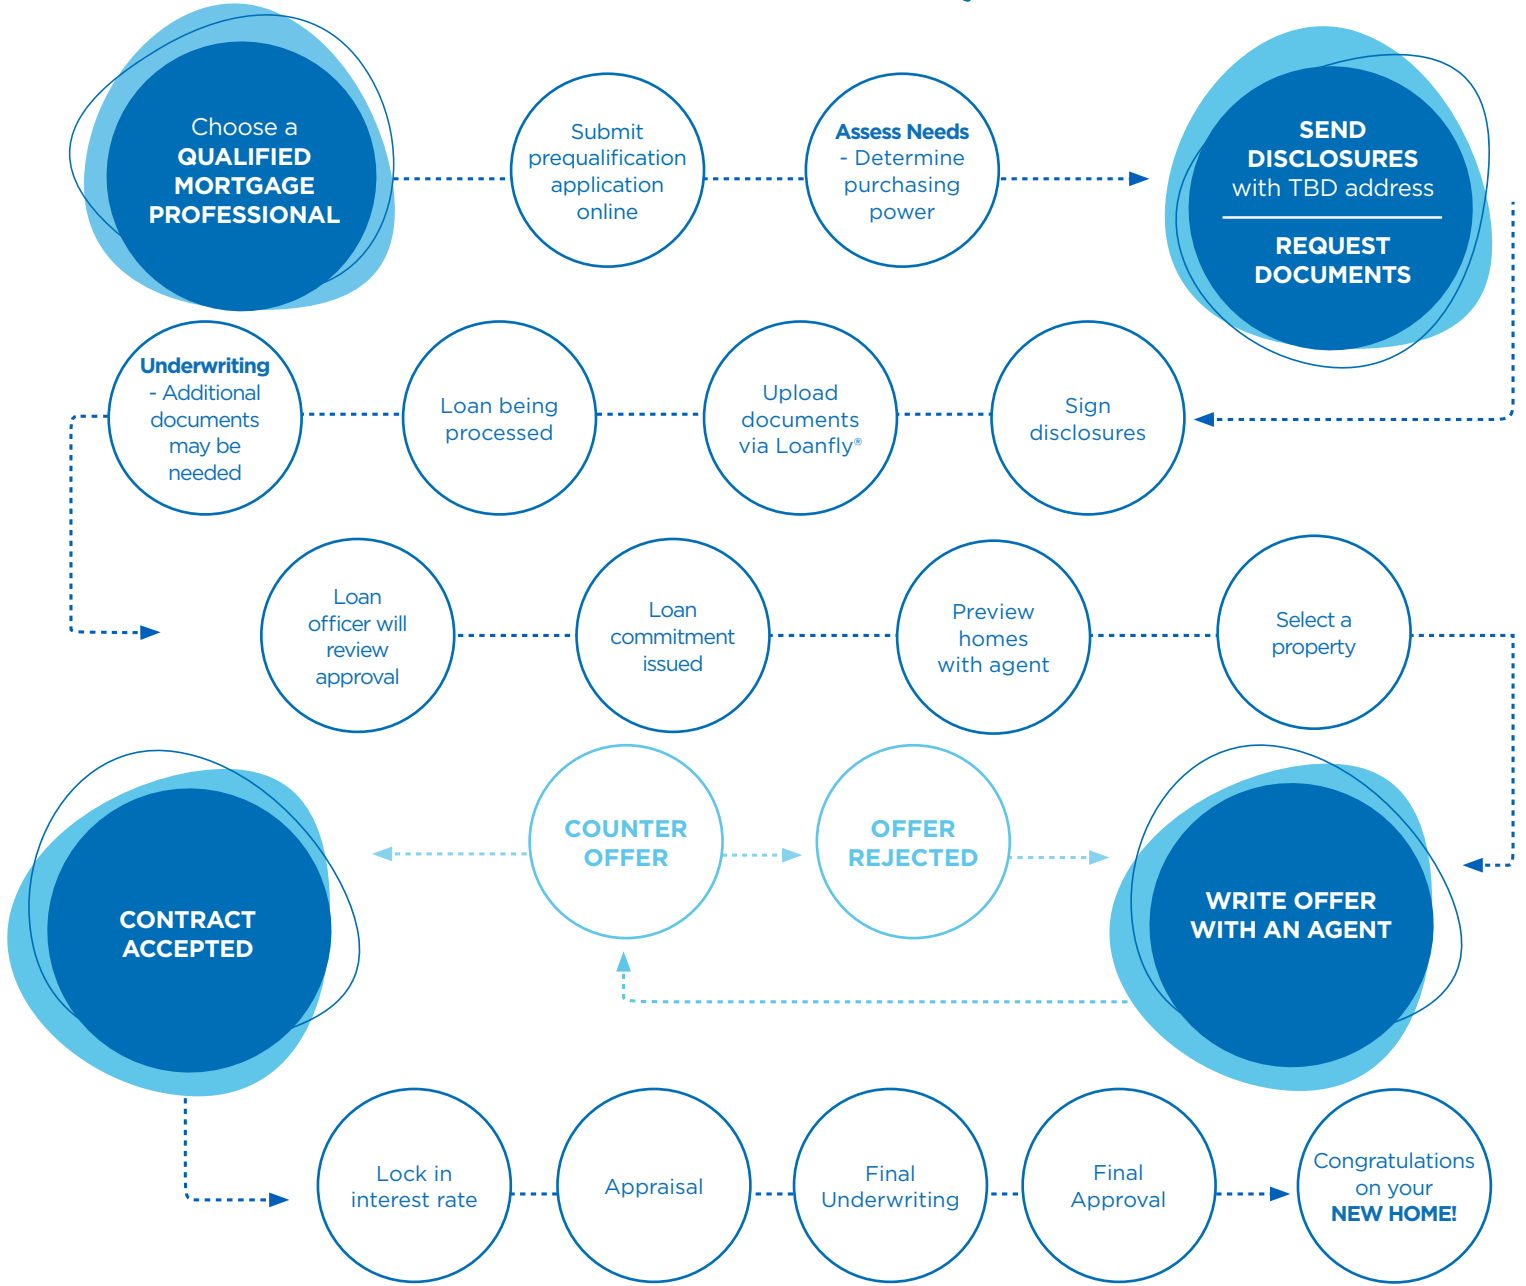 Choose a
QUALIFIED
MORTGAGE
PROFESSIONAL
Submit
prequalification
application
online
Assess Needs
- Determine
purchasing
power
SEND
DISCLOSURES
with TBD address
REQUEST
DOCUMENTS
Underwriting
- Additional
documents
may be
needed
Loan being
processed
Upload
documents
via Loanfly®
Sign
disclosures
Loan
officer will
review
approval
Loan
commitment
issued
Preview
homes
with agent
Select a
property
CONTRACT
ACCEPTED
COUNTER
OFFER
OFFER
REJECTED
WRITE OFFER
WITH AN AGENT
Lock in
interest rate
Appraisal
Final
Underwriting
Final
Approval
Congratulations
on your
NEW HOME!